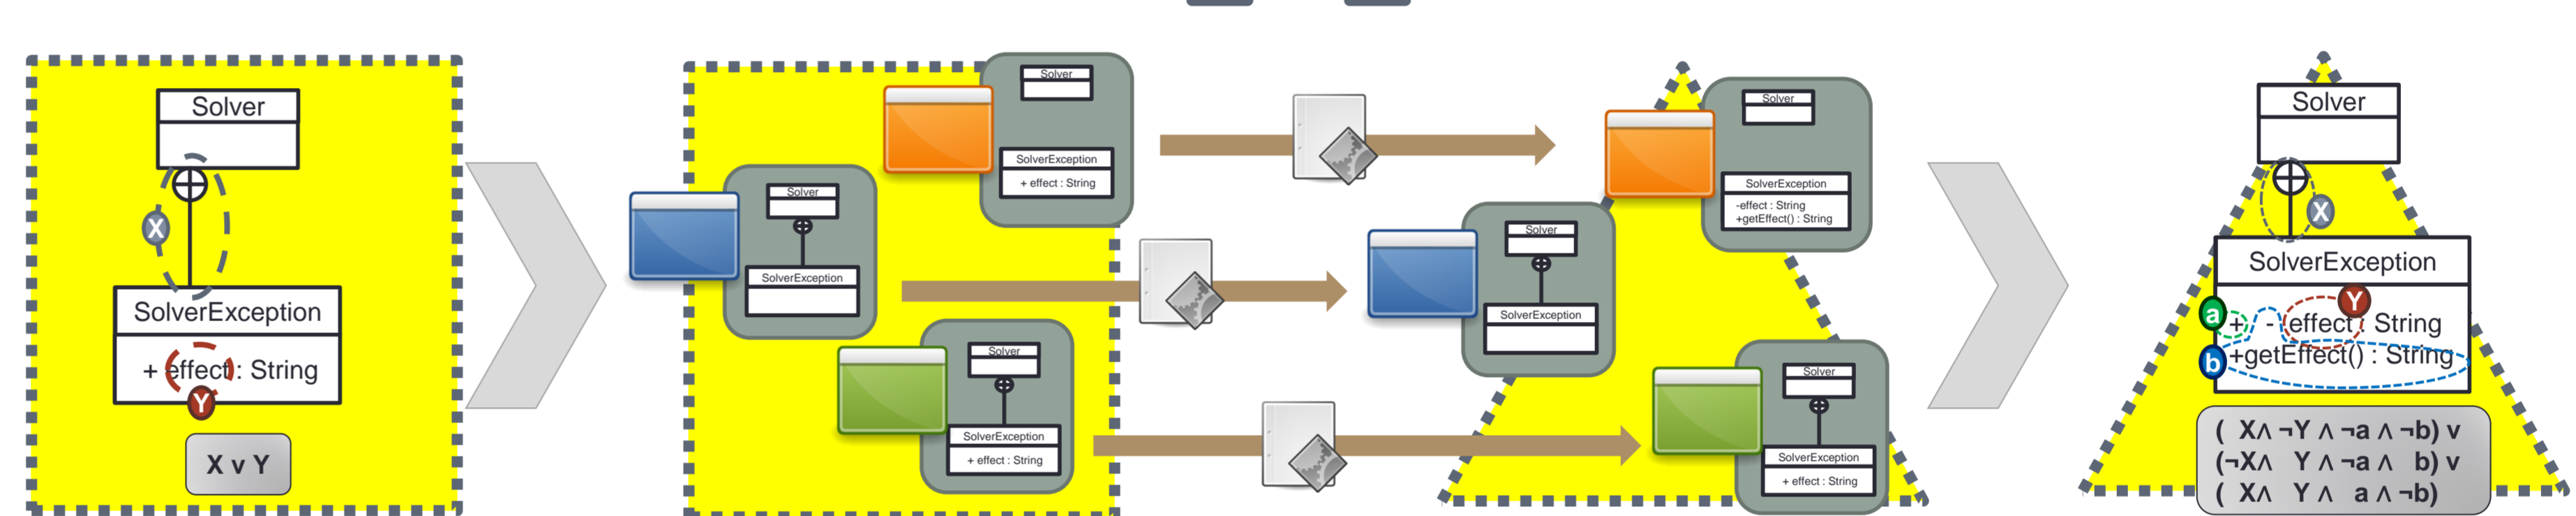 Solver
X
SolverException
+ effect : String
Y
X v Y
Solver
SolverException
+ effect : String
Solver
SolverException
Solver
SolverException
+ effect : String
Solver
SolverException
-effect : String
+getEffect() : String
Solver
SolverException
Solver
SolverException
+ effect : String
Solver
X
SolverException
Y
a + - effect : String
b +getEffect() : String
( X∧ ¬Y ∧ ¬a ∧ ¬b) v
(¬X∧ Y ∧ ¬a ∧ b) v
( X∧ Y ∧ a ∧ ¬b)